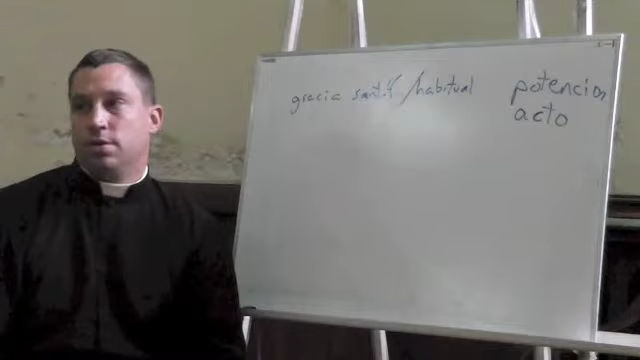 gracia santif /habitual
potencia
acto